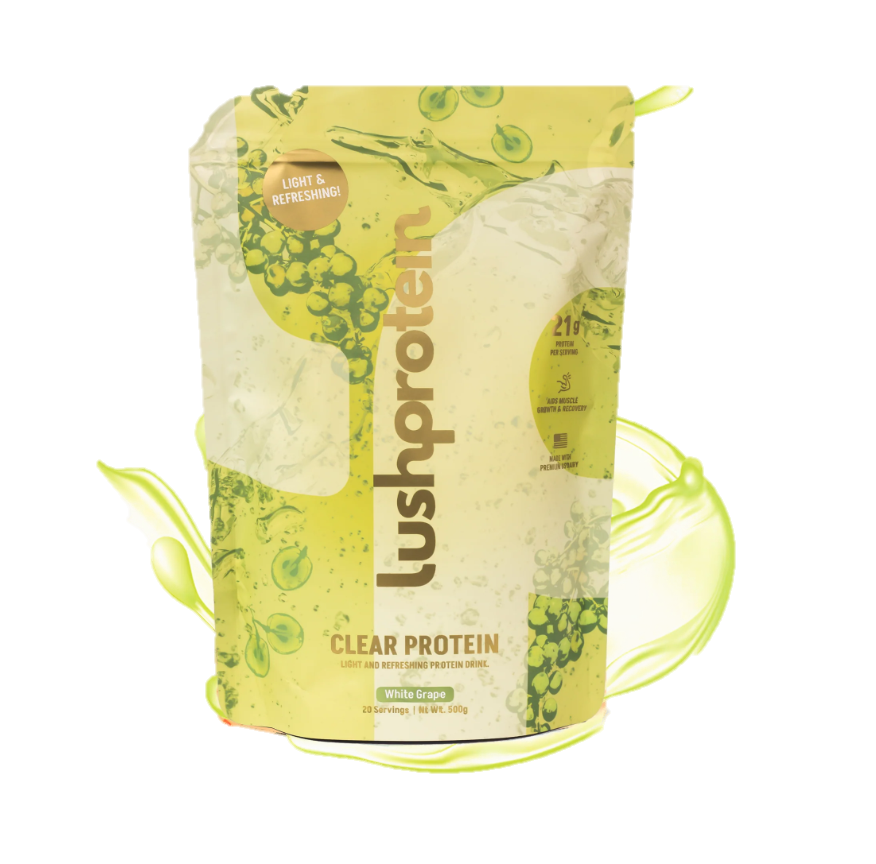 LIGHT &
REFRESHING!
lushprotein
21g
PROTEIN
PER SERVING
AIDS MUSCLE
GROWTH & RECOVERY
MADE WITH
PREMIUM
CLEAR PROTEIN
LIGHT AND REFRESHING PROTEIN DRINK.
White Grape
20 Servings | Net Wt. 500g